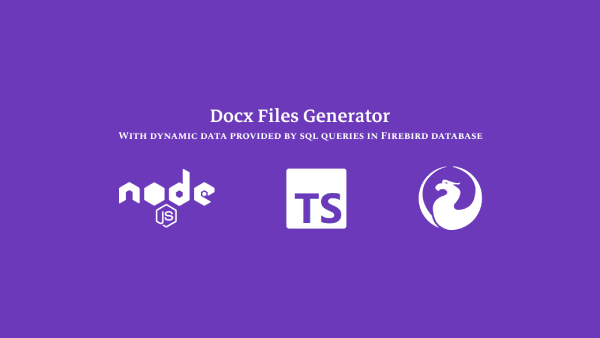 Docx Files Generator
With dynamic data provided by sql queries in Firebird database
node
JS
TS